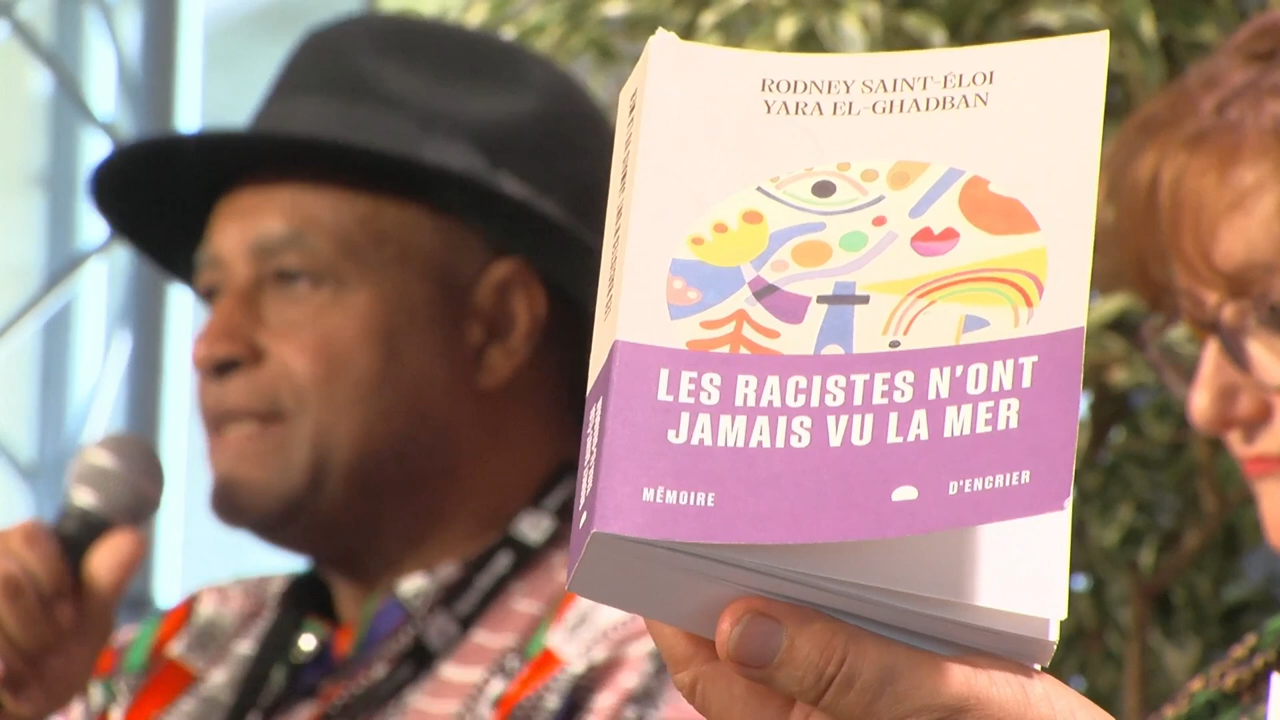 RODNEY SAINT-ÉLOI
YARA EL-GHADBAN
LES RACISTES N'ONT
JAMAIS VU LA MER
MÉMOIRE
D'ENCRIER